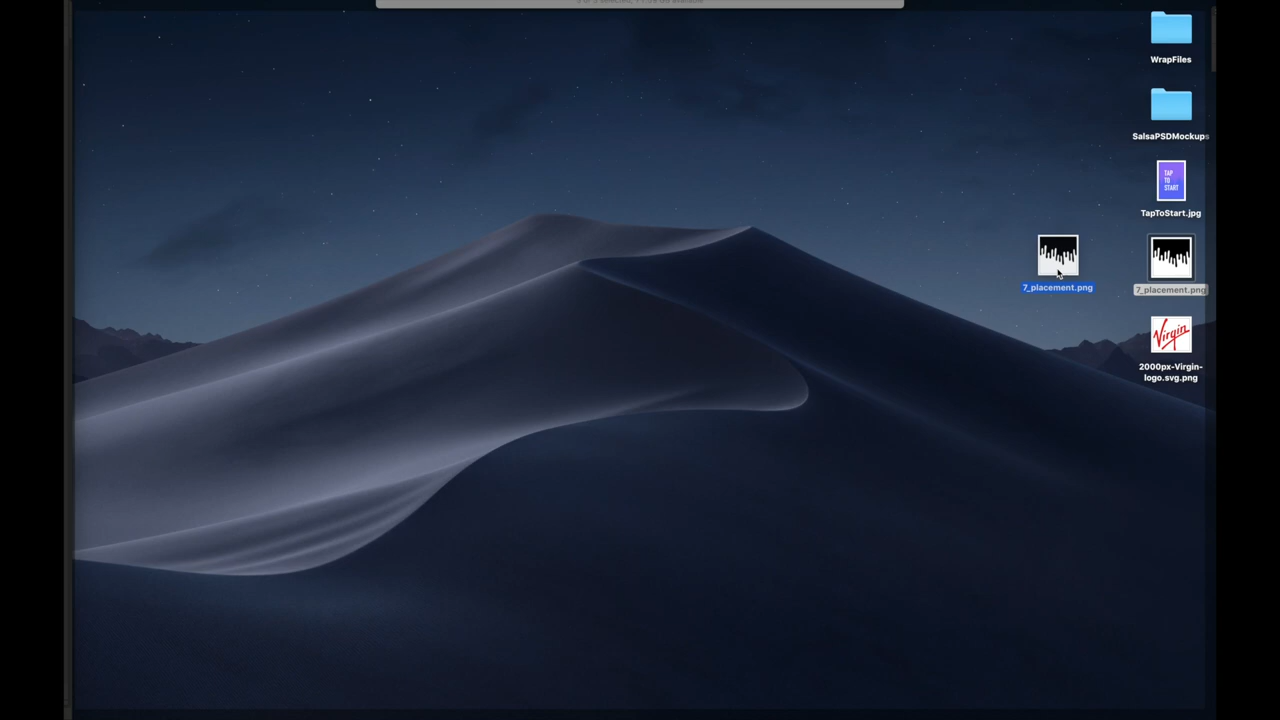 WrapFiles
SalsaPSDMockups
TAP
TO
START
TapToStart.jpg
7_placement.png
7_placement.png
Virgin
2000px-Virgin-
logo.svg.png